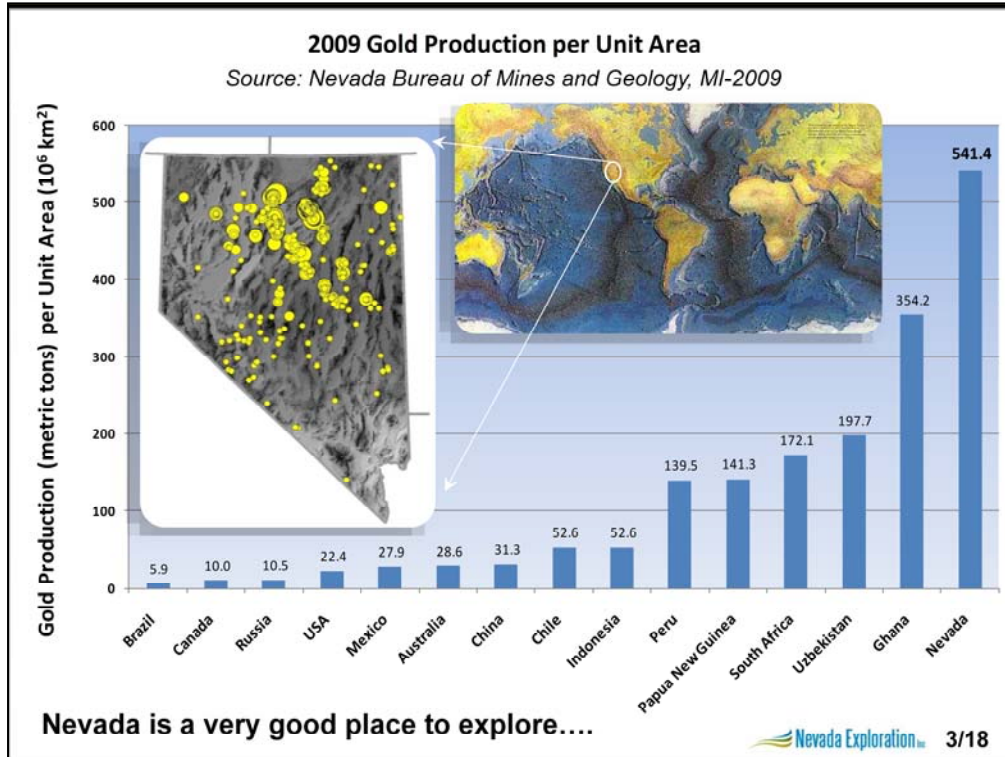 2009 Gold Production per Unit Area
Source: Nevada Bureau of Mines and Geology, MI-2009
Gold Production (metric tons) per Unit Area (10⁶ km²)
600
500
400
300
200
100
0
5.9
10.0
10.5
22.4
27.9
28.6
31.3
52.6
52.6
139.5
141.3
172.1
197.7
354.2
541.4
Brazil
Canada
Russia
USA
Mexico
Australia
China
Chile
Indonesia
Peru
Papua New Guinea
South Africa
Uzbekistan
Ghana
Nevada
Nevada is a very good place to explore....
Nevada Exploration Inc
3/18